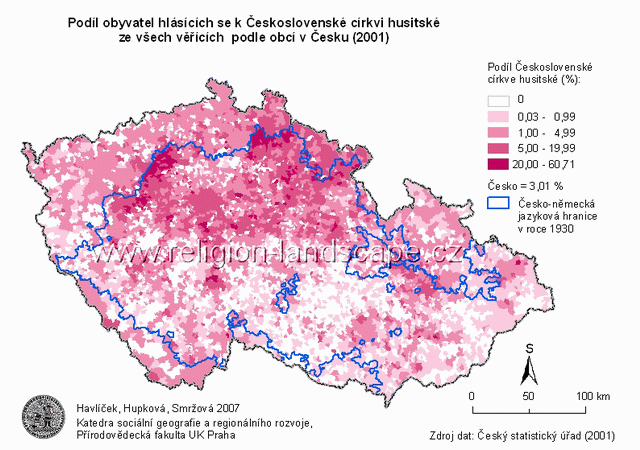 Podíl obyvatel hlásících se k Československé církvi husitské
ze všech věřících podle obcí v Česku (2001)
Podíl Československé
církve husitské (%):
0
0,03 - 0,99
1,00 - 4,99
5,00 - 19,99
20,00 - 60,71
Česko = 3,01 %
Česko-německá
jazyková hranice
v roce 1930
www.religion-landscape.cz
S
0 50 100 km
Havlíček, Hupková, Smržová 2007
Katedra sociální geografie a regionálního rozvoje,
Přírodovědecká fakulta UK Praha
Zdroj dat: Český statistický úřad (2001)